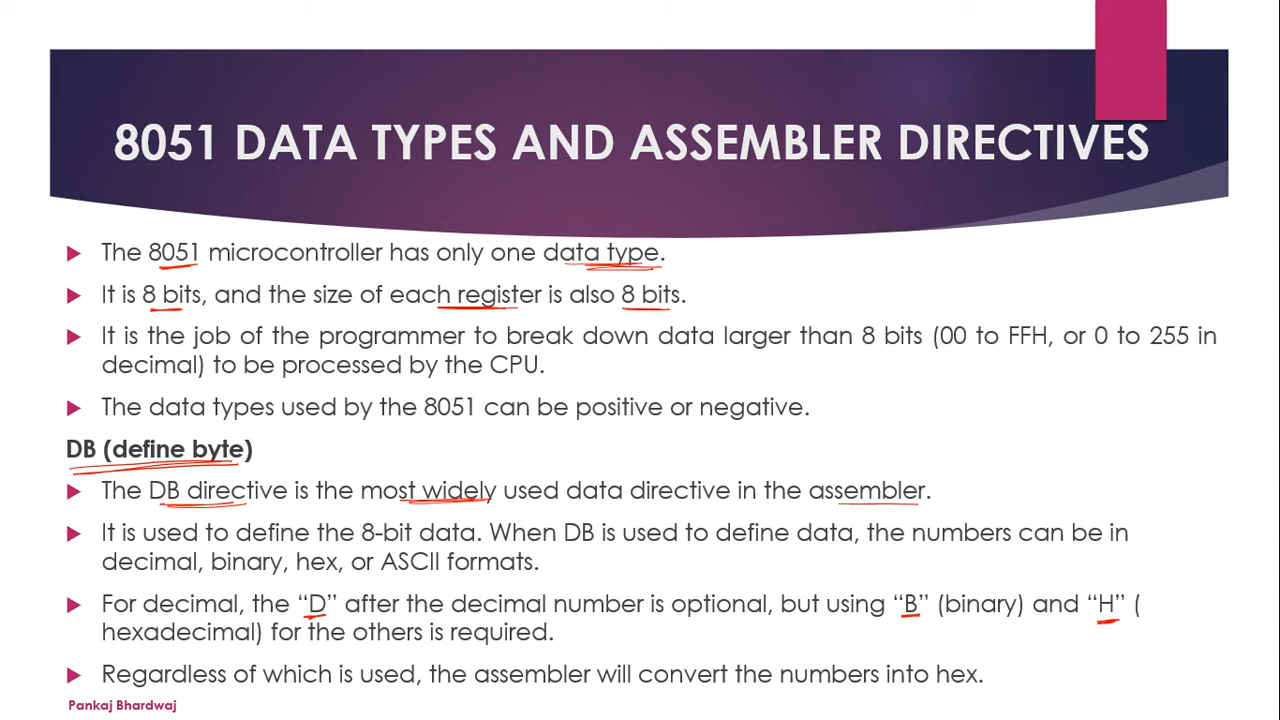 8051 DATA TYPES AND ASSEMBLER DIRECTIVES
The 8051 microcontroller has only one data type.
It is 8 bits, and the size of each register is also 8 bits.
It is the job of the programmer to break down data larger than 8 bits (00 to FFH, or 0 to 255 in
decimal) to be processed by the CPU.
The data types used by the 8051 can be positive or negative.
DB (define byte)
The DB directive is the most widely used data directive in the assembler.
It is used to define the 8-bit data. When DB is used to define data, the numbers can be in
decimal, binary, hex, or ASCII formats.
For decimal, the “D” after the decimal number is optional, but using “B” (binary) and “H” (
hexadecimal) for the others is required.
Regardless of which is used, the assembler will convert the numbers into hex.
Pankaj Bhardwaj